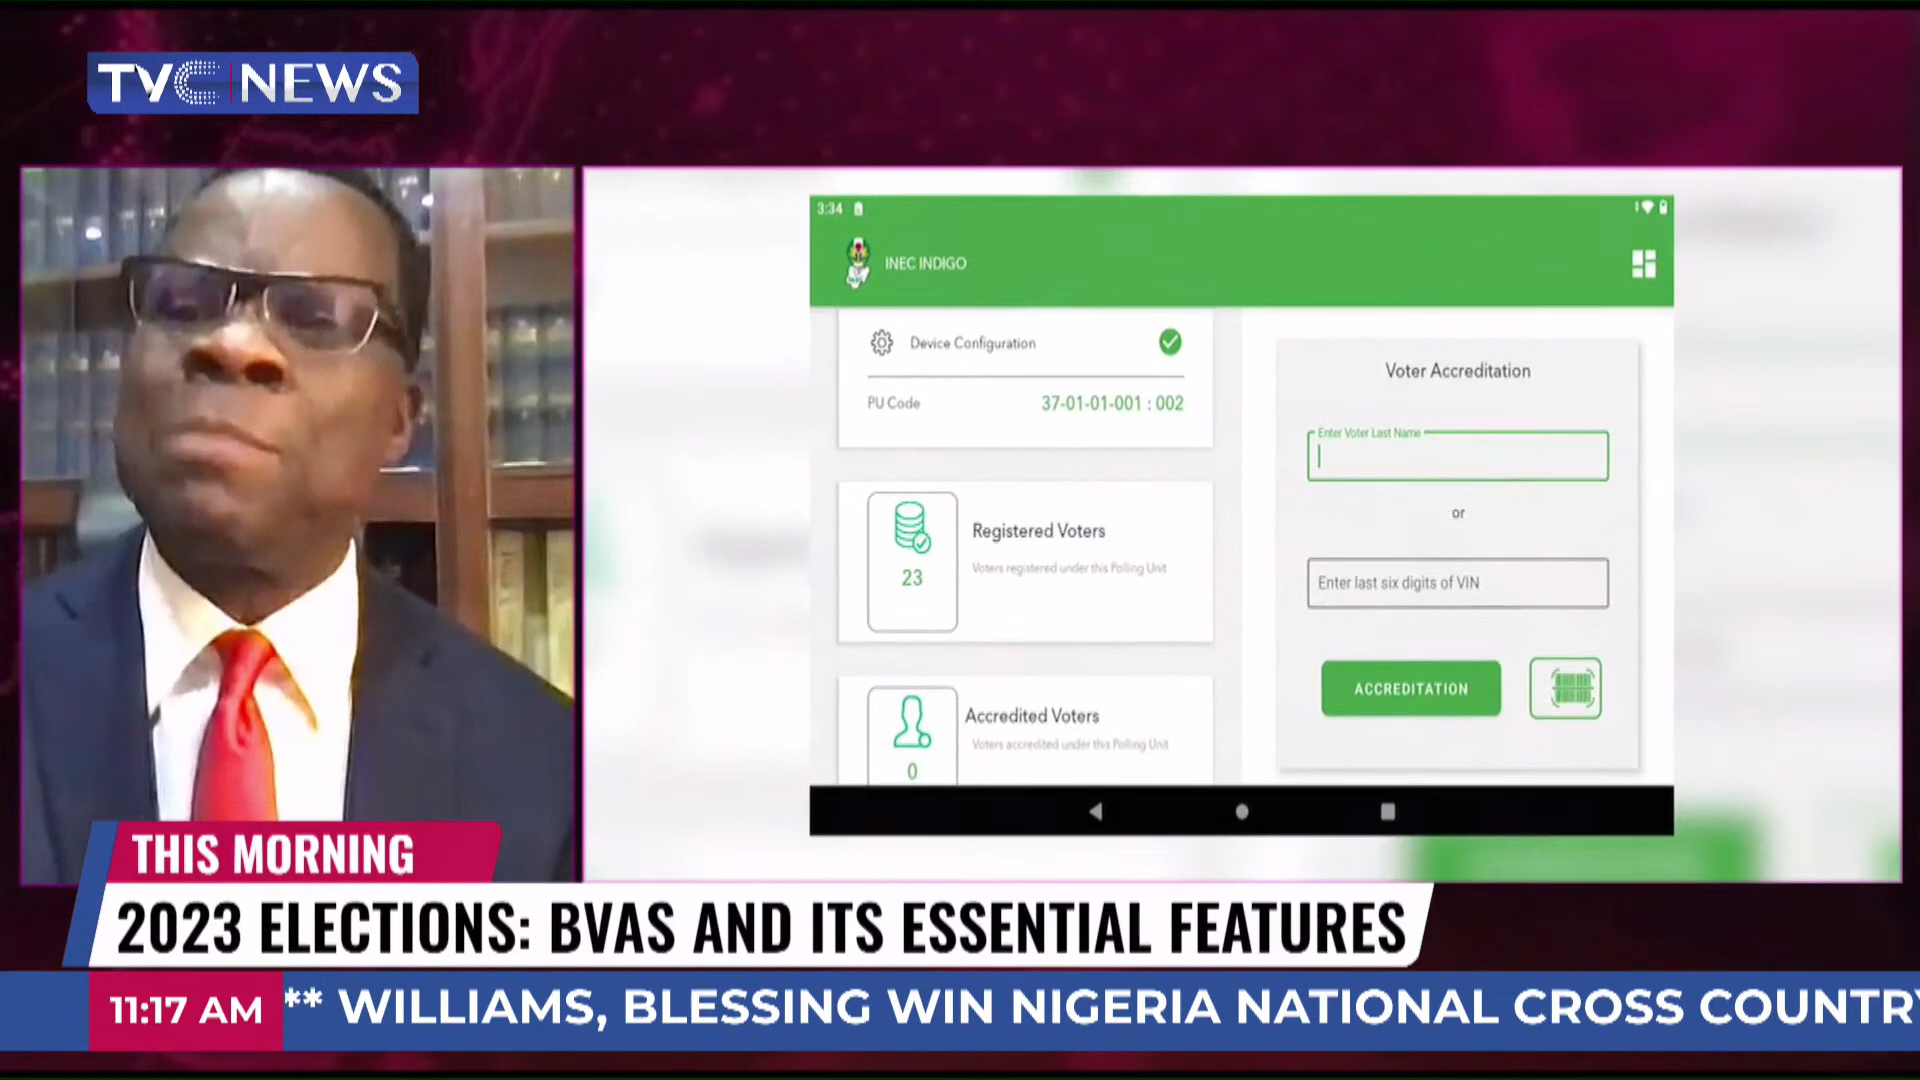 TVC NEWS
3:34
INEC INDIGO
Device Configuration
PU Code 37-01-01-001 : 002
Registered Voters
Voters registered under this Polling Unit
23
Accredited Voters
Voters accredited under this Polling Unit
0
Voter Accreditation
Enter Voter Last Name
or
Enter last six digits of VIN
ACCREDITATION
THIS MORNING
2023 ELECTIONS: BVAS AND ITS ESSENTIAL FEATURES
11:17 AM ** WILLIAMS, BLESSING WIN NIGERIA NATIONAL CROSS COUNTRY